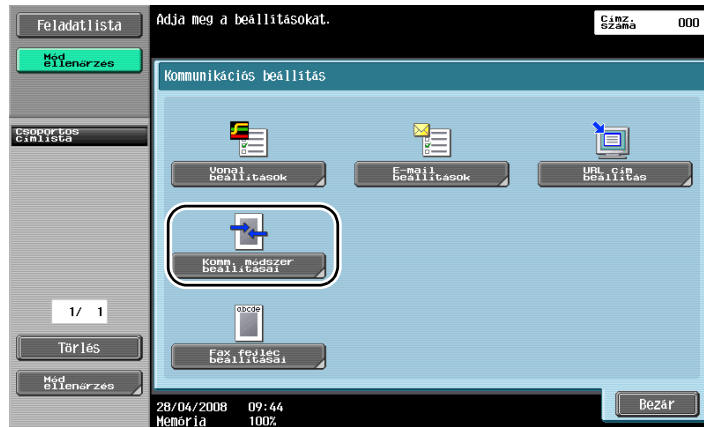 Feladatlista
Mód
ellenőrzés
Csoportos
címlista
1/ 1
Törlés
Mód
ellenőrzés
Adja meg a beállításokat.
Címz.
száma
000
Kommunikációs beállítás
Vonal
beállítások
E-mail
beállítások
URL cím
beállítás
Komm. módszer
beállításai
abcde
Fax fejléc
beállításai
28/04/2008 09:44
Memória 100%
Bezár